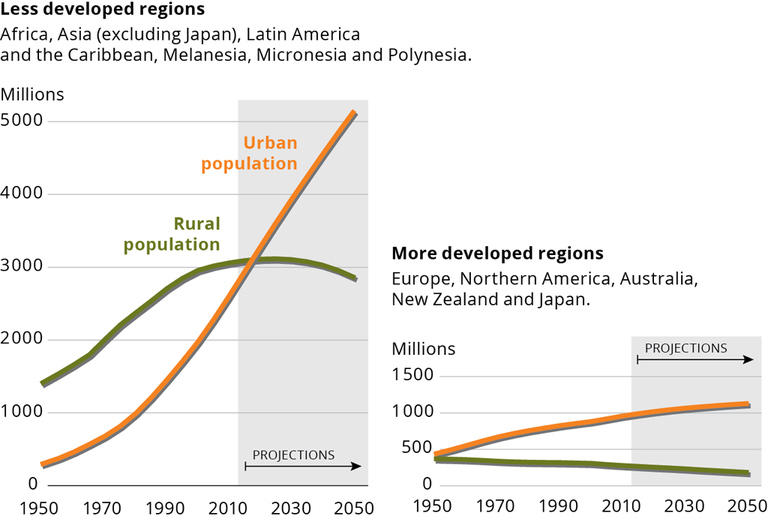 Less developed regions
Africa, Asia (excluding Japan), Latin America
and the Caribbean, Melanesia, Micronesia and Polynesia.
Millions
5000
4000
3000
2000
1000
0
Urban
population
Rural
population
PROJECTIONS
1950 1970 1990 2010 2030 2050
More developed regions
Europe, Northern America, Australia,
New Zealand and Japan.
Millions
PROJECTIONS
1500
1000
500
0
1950 1970 1990 2010 2030 2050